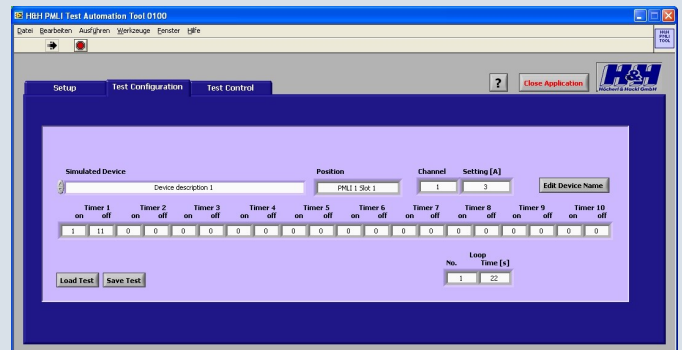 H&H PMLI Test Automation Tool 0100
Datei Bearbeiten Ausführen Werkzeuge Fenster Hilfe
H&H PMLI TOOL
Setup Test Configuration Test Control
? Close Application
H&H
Höcherl & Hackl GmbH
Simulated Device Position Channel Setting [A]
Device description 1 PMLI 1 Slot 1 1 3 Edit Device Name
Timer 1 Timer 2 Timer 3 Timer 4 Timer 5 Timer 6 Timer 7 Timer 8 Timer 9 Timer 10
on off on off on off on off on off on off on off on off on off on off
1 11 0 0 0 0 0 0 0 0 0 0 0 0 0 0 0 0 0 0
Loop
No. Time [s]
Load Test Save Test 1 22